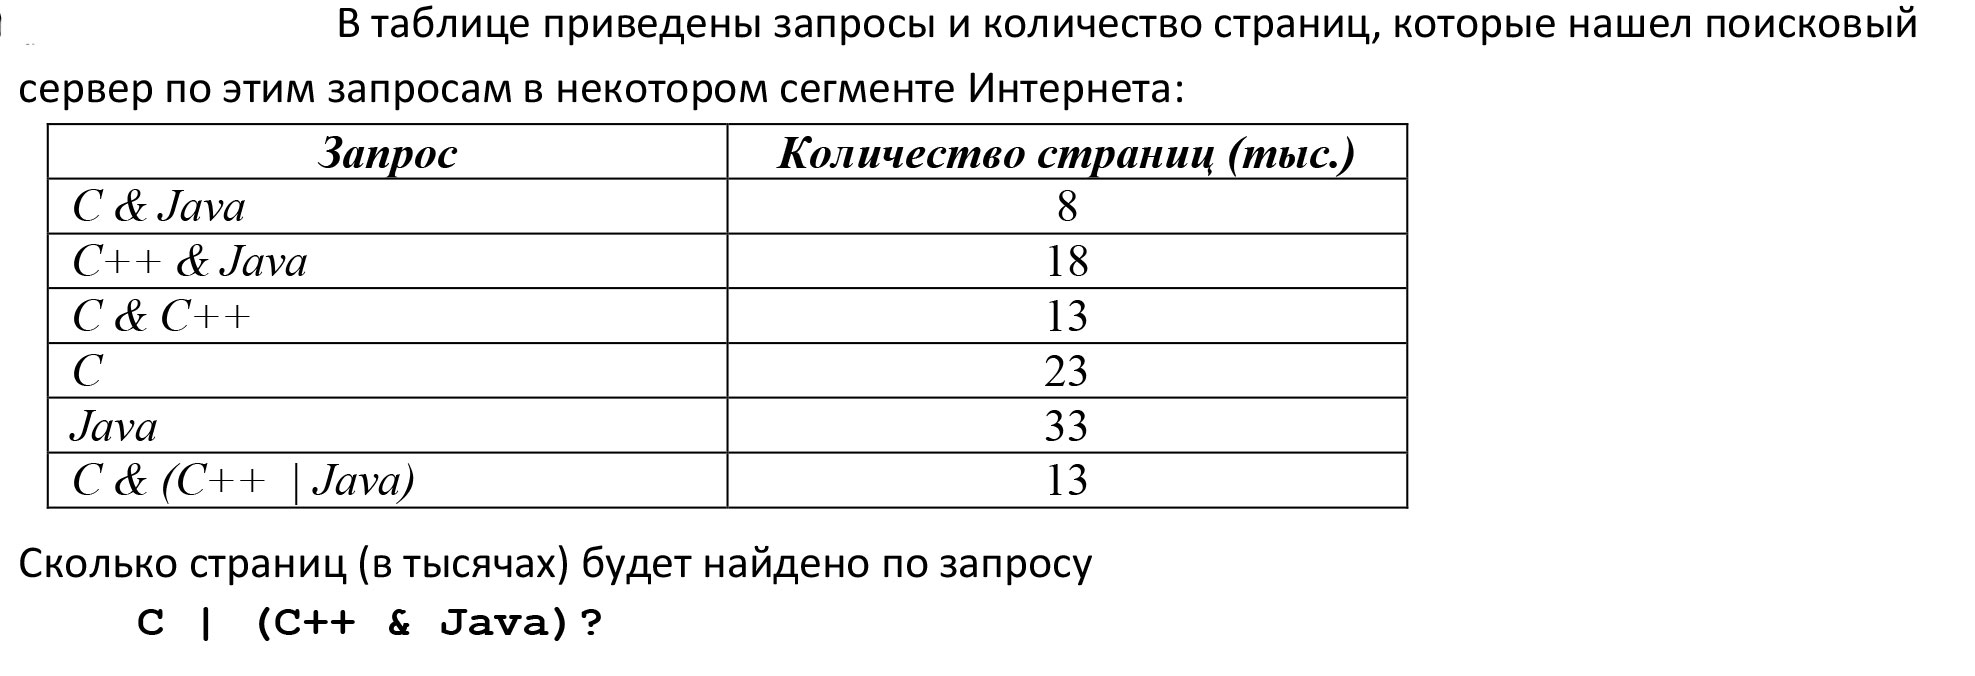 В таблице приведены запросы и количество страниц, которые нашел поисковый
сервер по этим запросам в некотором сегменте Интернета:
Запрос Количество страниц (тыс.)
C & Java 8
C++ & Java 18
C & C++ 13
C 23
Java 33
C & (C++ | Java) 13
Сколько страниц (в тысячах) будет найдено по запросу
C | (C++ & Java)?